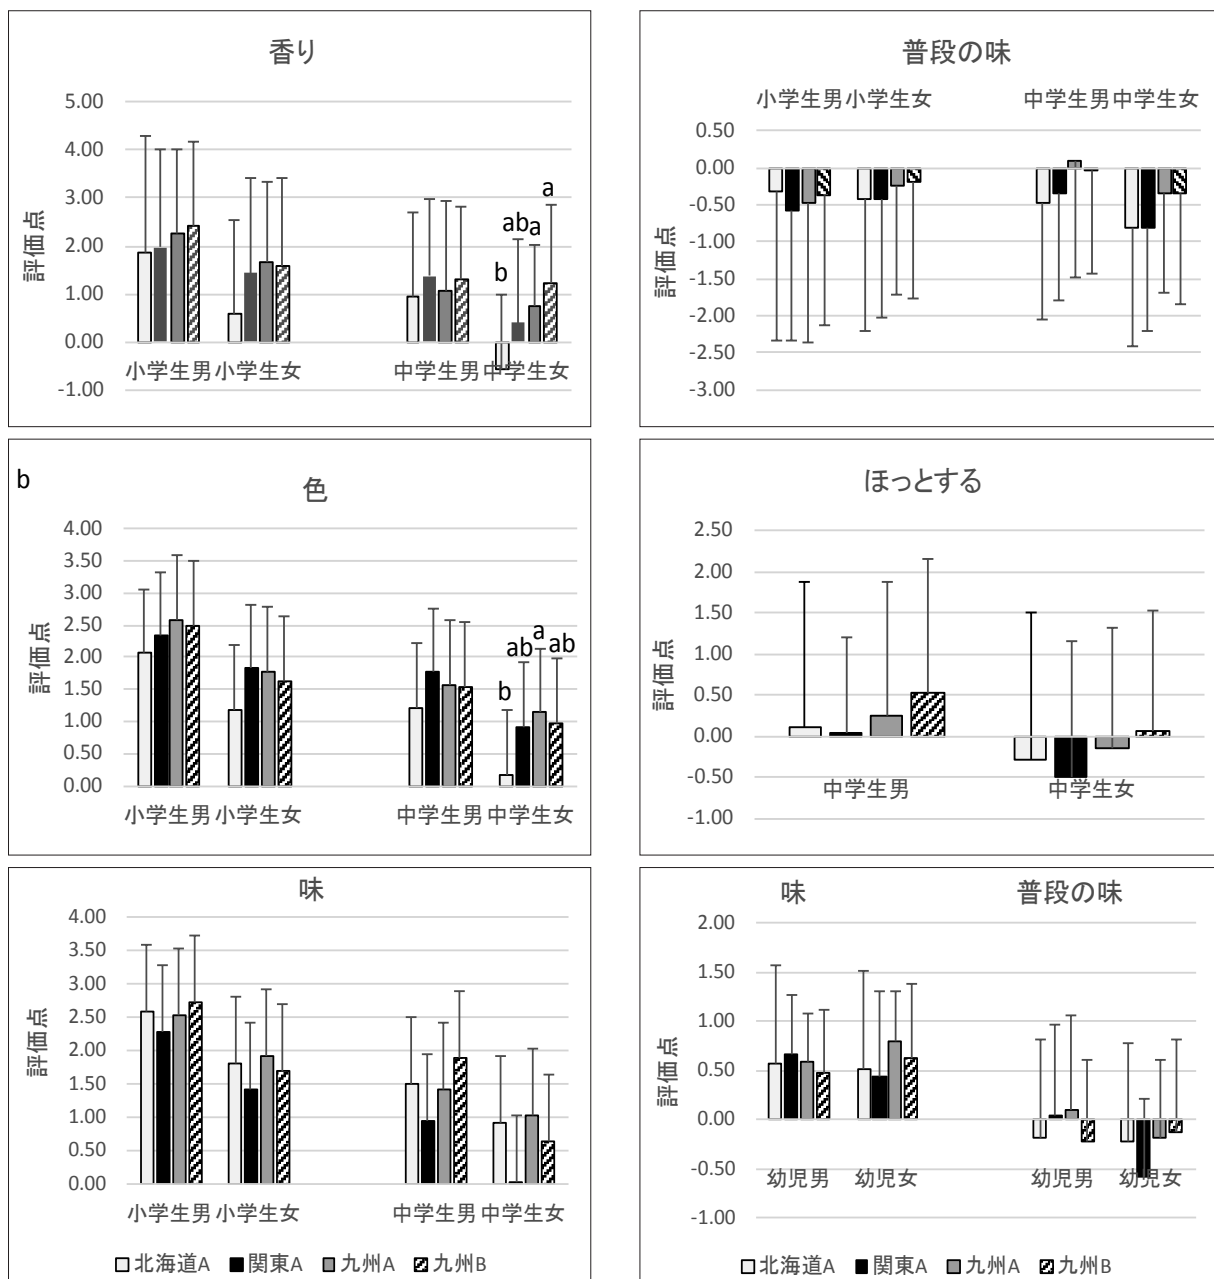 香り
評価点
5.00
4.00
3.00
2.00
1.00
0.00
-1.00
b
ab
a
a
小学生男 小学生女 中学生男 中学生女
普段の味
小学生男 小学生女 中学生男 中学生女
評価点
0.50
0.00
-0.50
-1.00
-1.50
-2.00
-2.50
-3.00
b
色
評価点
4.00
3.50
3.00
2.50
2.00
1.50
1.00
0.50
0.00
b
ab
a
ab
小学生男 小学生女 中学生男 中学生女
ほっとする
評価点
2.50
2.00
1.50
1.00
0.50
0.00
-0.50
-1.00
中学生男 中学生女
味
評価点
4.00
3.50
3.00
2.50
2.00
1.50
1.00
0.50
0.00
小学生男 小学生女 中学生男 中学生女
北海道A 関東A 九州A 九州B
味 普段の味
評価点
2.00
1.50
1.00
0.50
0.00
-0.50
-1.00
幼児男 幼児女 幼児男 幼児女
北海道A 関東A 九州A 九州B